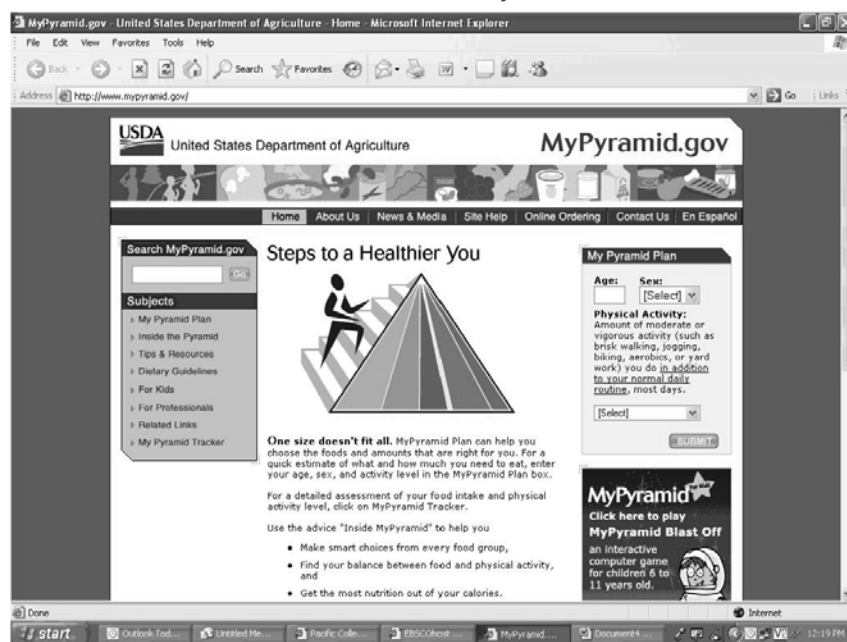 MyPyramid.gov - United States Department of Agriculture - Home - Microsoft Internet Explorer
File Edit View Favorites Tools Help
Back Search Favorites
Address http://www.mypyramid.gov/ Go Links
USDA United States Department of Agriculture MyPyramid.gov
Home About Us News & Media Site Help Online Ordering Contact Us En Español
Search MyPyramid.gov
Go
Subjects
My Pyramid Plan
Inside the Pyramid
Tips & Resources
Dietary Guidelines
For Kids
For Professionals
Related Links
My Pyramid Tracker
Steps to a Healthier You
One size doesn't fit all. MyPyramid Plan can help you
choose the foods and amounts that are right for you. For a
quick estimate of what and how much you need to eat, enter
your age, sex, and activity level in the MyPyramid Plan box.
For a detailed assessment of your food intake and physical
activity level, click on MyPyramid Tracker.
Use the advice "Inside MyPyramid" to help you
• Make smart choices from every food group,
• Find your balance between food and physical activity,
and
• Get the most nutrition out of your calories.
My Pyramid Plan
Age: Sex:
[Select]
Physical Activity:
Amount of moderate or
vigorous activity (such as
brisk walking, jogging,
biking, aerobics, or yard
work) you do in addition
to your normal daily
routine, most days.
[Select]
SUBMIT
MyPyramid For Kids
Click here to play
MyPyramid Blast Off
an interactive
computer game
for children 6 to
11 years old.
Done Internet
start Outlook Tod... Untitled Me... Pacific Colle... EBSCOhost ... MyPyramid.... Document4 ... 12:19 PM